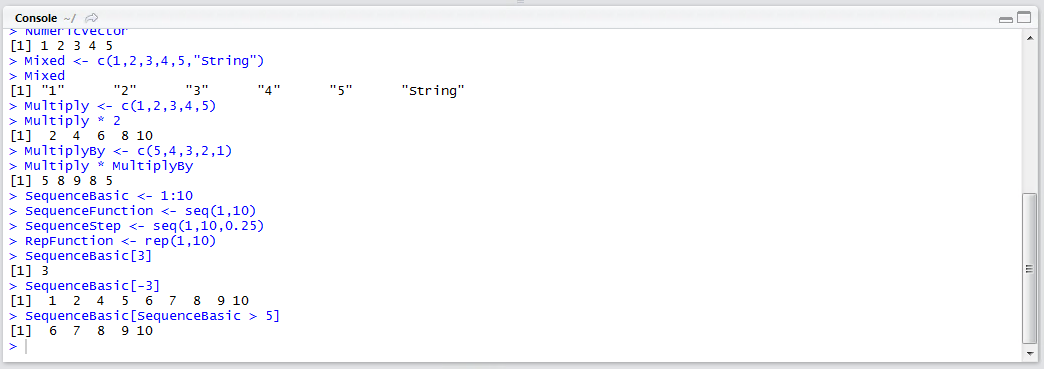 Console ~/
> NumericVector
[1] 1 2 3 4 5
> Mixed <- c(1,2,3,4,5,"String")
> Mixed
[1] "1"      "2"      "3"      "4"      "5"      "String"
> Multiply <- c(1,2,3,4,5)
> Multiply * 2
[1]  2  4  6  8 10
> MultiplyBy <- c(5,4,3,2,1)
> Multiply * MultiplyBy
[1] 5 8 9 8 5
> SequenceBasic <- 1:10
> SequenceFunction <- seq(1,10)
> SequenceStep <- seq(1,10,0.25)
> RepFunction <- rep(1,10)
> SequenceBasic[3]
[1] 3
> SequenceBasic[-3]
[1]  1  2  4  5  6  7  8  9 10
> SequenceBasic[SequenceBasic > 5]
[1]  6  7  8  9 10
>